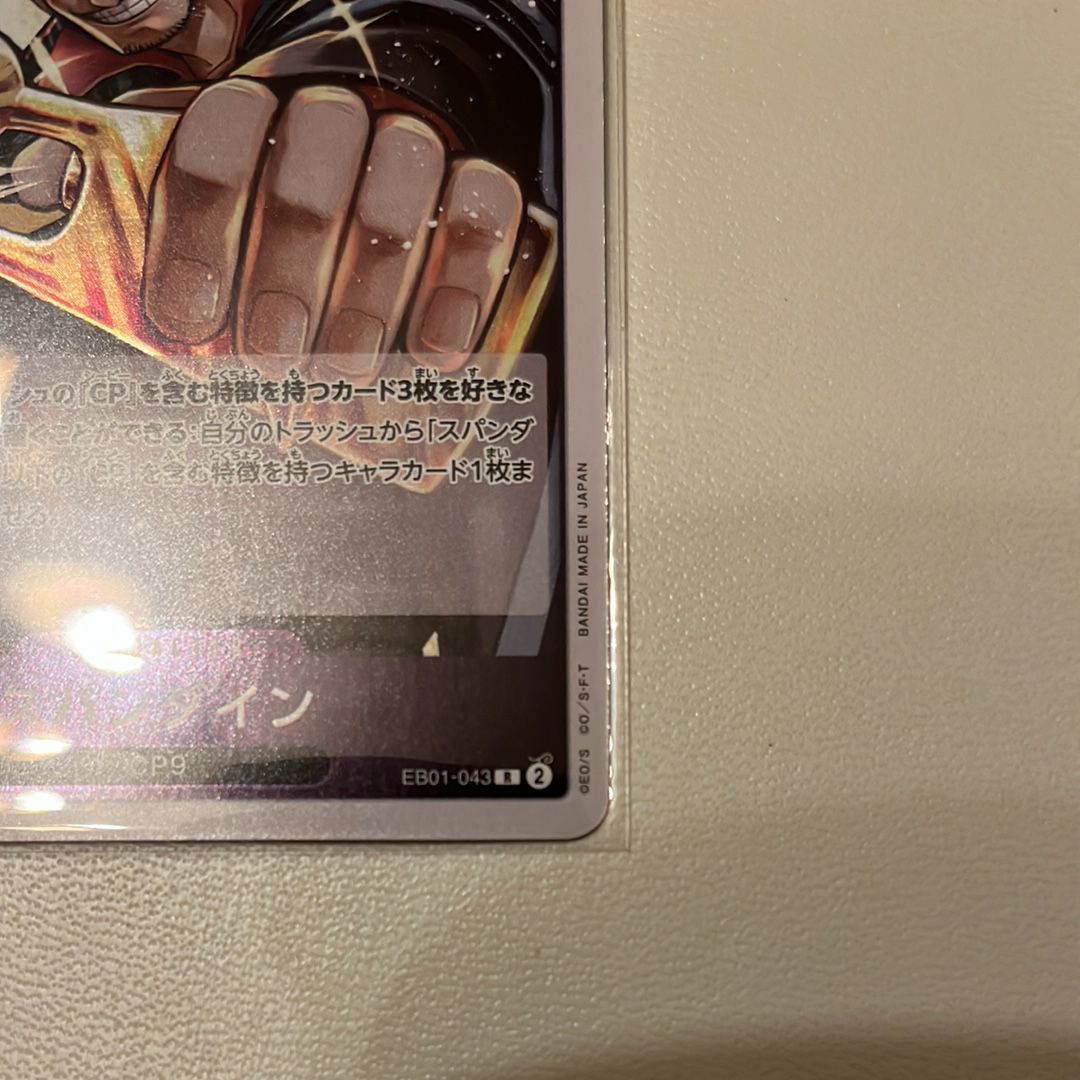 シュの「CP」を含む特徴を持つカード3枚を好きな
くことができる:自分のトラッシュから「スパンダ
を含む特徴を持つキャラカード1枚ま
せる
スパンダイン
P9
EB01-043 R 2
BANDAI MADE IN JAPAN
©EO/S ©O/S・F・T